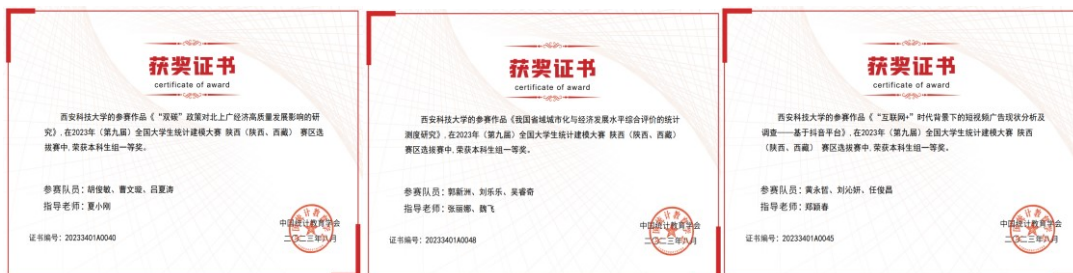 获奖证书
certificate of award
西安科技大学的参赛作品《 “双碳” 政策对北上广经济高质量发展影响的研
究》, 在2023年（第九届）全国大学生统计建模大赛 陕西（陕西、西藏） 赛区选
拔赛中, 荣获本科生组一等奖。
参赛队员：胡俊敏、曹文璇、吕夏涛
指导老师：夏小刚
中国统计教育学会
二〇二三年八月
证书编号：20233401A0040
获奖证书
certificate of award
西安科技大学的参赛作品《我国省域城市化与经济发展水平综合评价的统计
测度研究》, 在2023年（第九届）全国大学生统计建模大赛 陕西（陕西、西藏）
赛区选拔赛中, 荣获本科生组一等奖。
参赛队员：郭新洲、刘乐乐、吴睿奇
指导老师：张丽娜、魏飞
中国统计教育学会
二〇二三年八月
证书编号：20233401A0048
获奖证书
certificate of award
西安科技大学的参赛作品《 “互联网+” 时代背景下的短视频广告现状分析及
调查——基于抖音平台》, 在2023年（第九届）全国大学生统计建模大赛 陕西
（陕西、西藏） 赛区选拔赛中, 荣获本科生组一等奖。
参赛队员：黄永哲、刘沁妍、任俊昌
指导老师：郑颖春
中国统计教育学会
二〇二三年八月
证书编号：20233401A0045